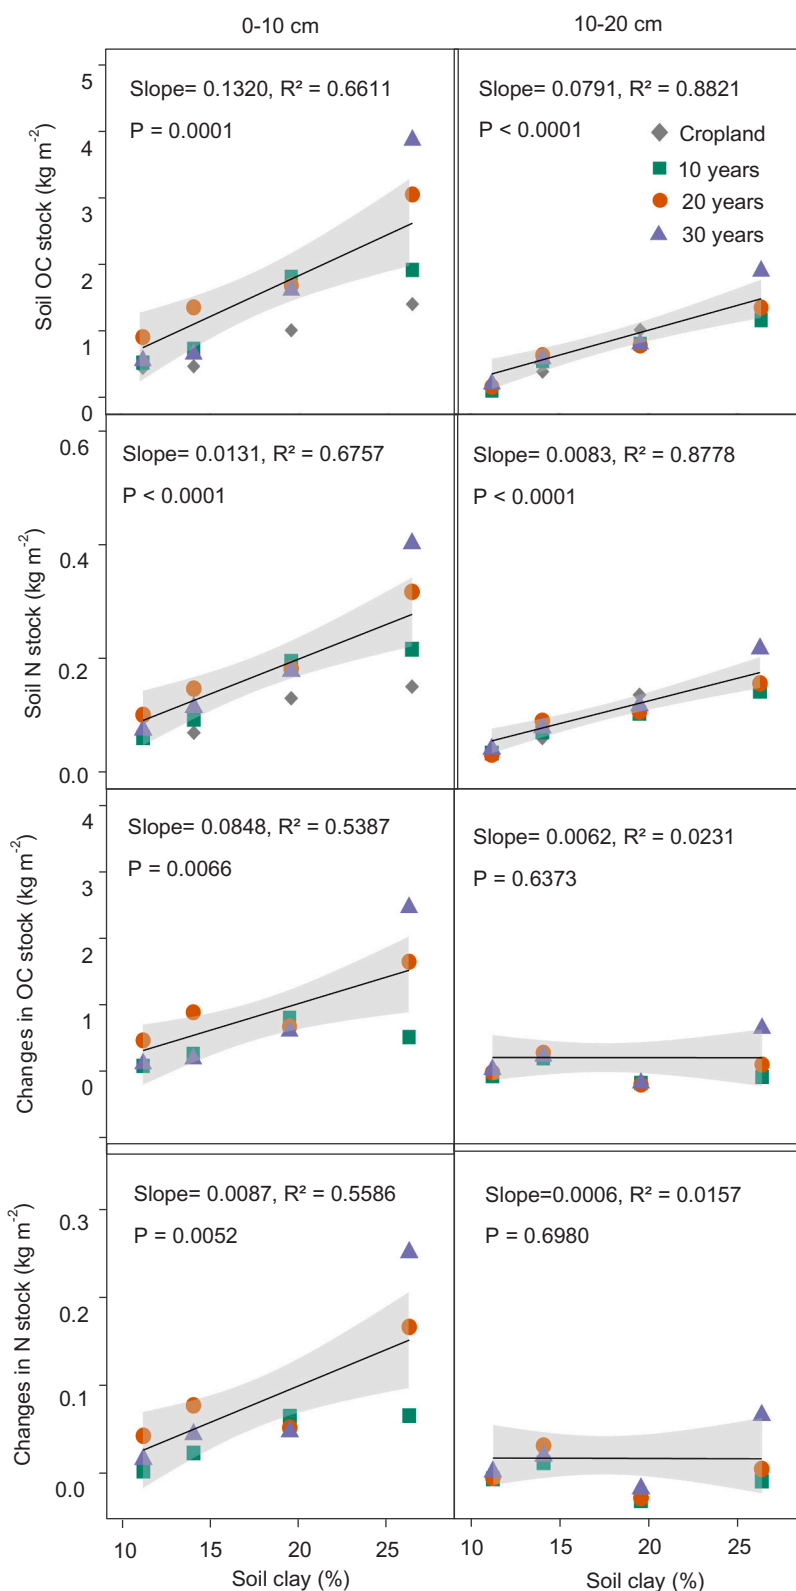 0-10 cm
10-20 cm
Soil OC stock (kg m⁻²)
5
4
3
2
1
0
Slope= 0.1320, R² = 0.6611
P = 0.0001
Slope= 0.0791, R² = 0.8821
P < 0.0001
Cropland
10 years
20 years
30 years
Soil N stock (kg m⁻²)
0.6
0.4
0.2
0.0
Slope= 0.0131, R² = 0.6757
P < 0.0001
Slope= 0.0083, R² = 0.8778
P < 0.0001
Changes in OC stock (kg m⁻²)
4
3
2
1
0
Slope= 0.0848, R² = 0.5387
P = 0.0066
Slope= 0.0062, R² = 0.0231
P = 0.6373
Changes in N stock (kg m⁻²)
0.3
0.2
0.1
0.0
Slope= 0.0087, R² = 0.5586
P = 0.0052
Slope=0.0006, R² = 0.0157
P = 0.6980
10 15 20 25
10 15 20 25
Soil clay (%)
Soil clay (%)